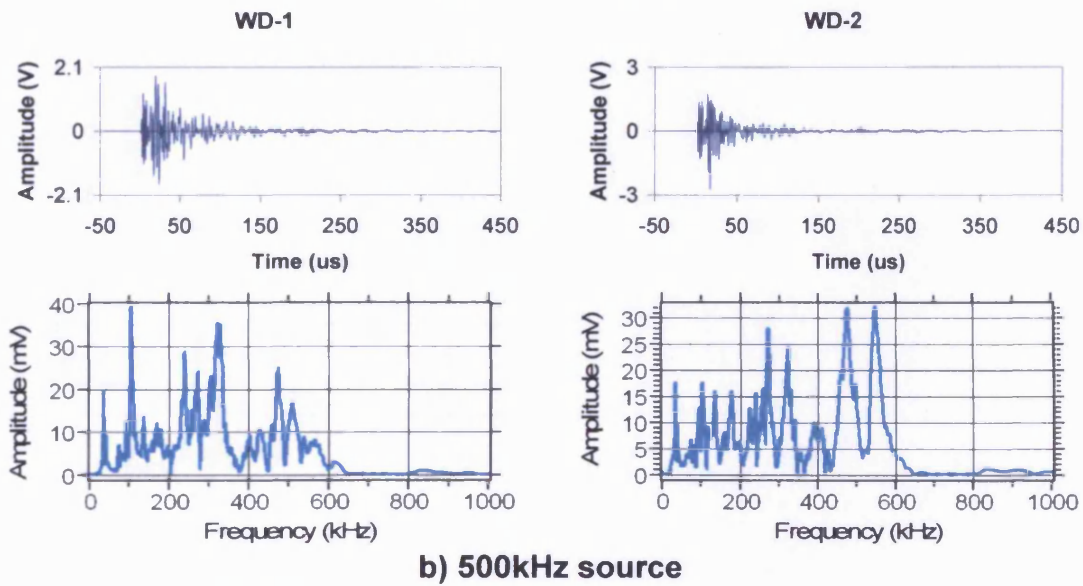 WD-1
WD-2
Amplitude (V)
2.1
0
-2.1
-50 50 150 250 350 450
Time (us)
Amplitude (V)
3
0
-3
-50 50 150 250 350 450
Time (us)
Amplitude (mV)
40
30
20
10
0
0 200 400 600 800 1000
Frequency (kHz)
Amplitude (mV)
30
25
20
15
10
5
0
0 200 400 600 800 1000
Frequency (kHz)
b) 500kHz source